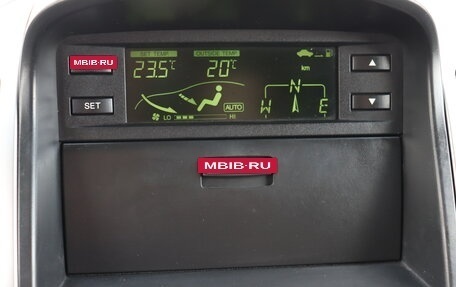 SET TEMP OUTSIDE TEMP
MBIB·RU
23.5°C 20°C
km
N
SET
AUTO
W E
LO HI
MBIB·RU